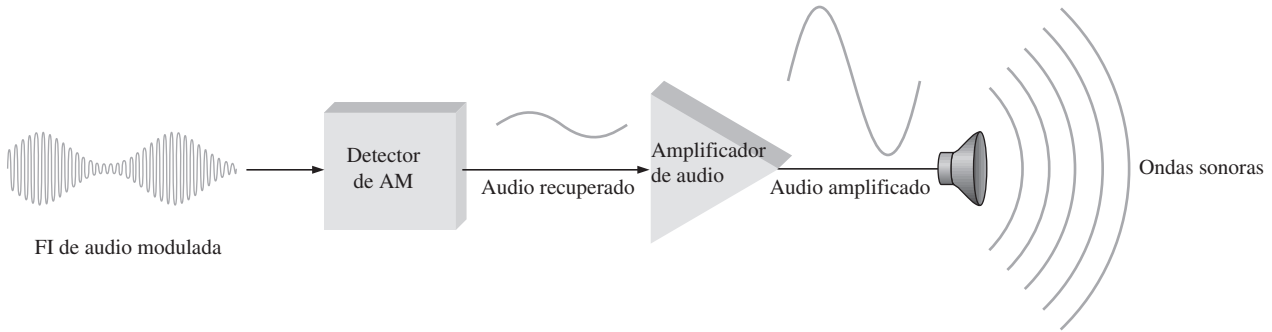 FI de audio modulada
Detector
de AM
Audio recuperado
Amplificador
de audio
Audio amplificado
Ondas sonoras